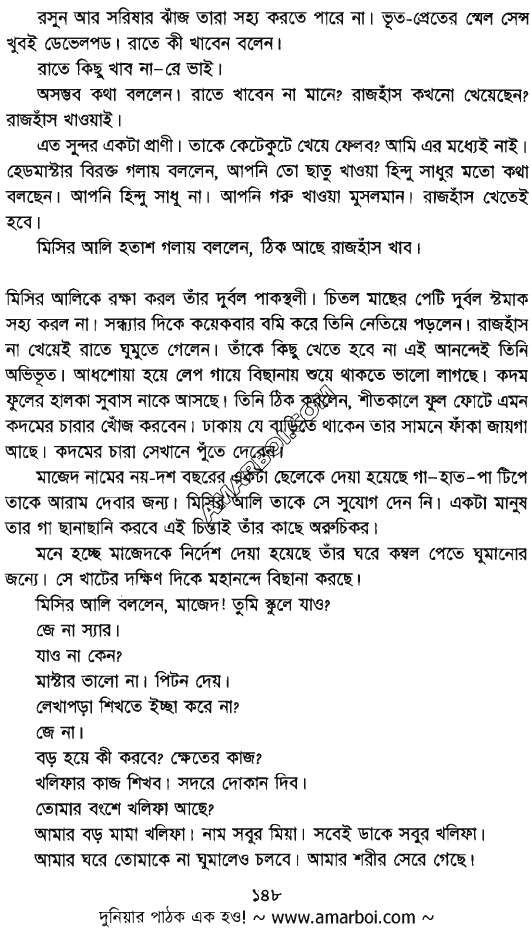 রসুন আর সরিষার ঝাঁজ তারা সহ্য করতে পারে না। ভূত-প্রেতের স্মেল সেন্স
খুবই ডেভেলপড। রাতে কী খাবেন বলেন।
রাতে কিছু খাব না-রে ভাই।
অসম্ভব কথা বললেন। রাতে খাবেন না মানে? রাজহাঁস কখনো খেয়েছেন?
রাজহাঁস খাওয়াই।
এত সুন্দর একটা প্রাণী। তাকে কেটেকুটে খেয়ে ফেলব? আমি এর মধ্যেই নাই।
হেডমাস্টার বিরক্ত গলায় বললেন, আপনি তো ছাতু খাওয়া হিন্দু সাধুর মতো কথা
বলছেন। আপনি হিন্দু সাধু না। আপনি গরু খাওয়া মুসলমান। রাজহাঁস খেতেই
হবে।
মিসির আলি হতাশ গলায় বললেন, ঠিক আছে রাজহাঁস খাব।
মিসির আলিকে রক্ষা করল তাঁর দুর্বল পাকস্থলী। চিতল মাছের পেটি দুর্বল স্টমাক
সহ্য করল না। সন্ধ্যার দিকে কয়েকবার বমি করে তিনি নেতিয়ে পড়লেন। রাজহাঁস
না খেয়েই রাতে ঘুমুতে গেলেন। তাঁকে কিছু খেতে হবে না এই আনন্দেই তিনি
অভিভূত। আধশোয়া হয়ে লেপ গায়ে বিছানায় শুয়ে থাকতে ভালো লাগছে। কদম
ফুলের হালকা সুবাস নাকে আসছে। তিনি ঠিক করলেন, শীতকালে ফুল ফোটে এমন
কদমের চারার খোঁজ করবেন। ঢাকায় যে বাড়িতে থাকেন তার সামনে ফাঁকা জায়গা
আছে। কদমের চারা সেখানে পুঁতে দেবেন।
মাজেদ নামের নয়-দশ বছরের একটা ছেলেকে দেয়া হয়েছে গা-হাত-পা টিপে
তাকে আরাম দেবার জন্য। মিসির আলি তাকে সে সুযোগ দেন নি। একটা মানুষ
তার গা ছানাছানি করবে এই চিন্তাই তাঁর কাছে অরুচিকর।
মনে হচ্ছে মাজেদকে নির্দেশ দেয়া হয়েছে তাঁর ঘরে কম্বল পেতে ঘুমানোর
জন্যে। সে খাটের দক্ষিণ দিকে মহানন্দে বিছানা করছে।
মিসির আলি বললেন, মাজেদ! তুমি স্কুলে যাও?
জে না স্যার।
যাও না কেন?
মাস্টার ভালো না। পিটন দেয়।
লেখাপড়া শিখতে ইচ্ছা করে না?
জে না।
বড় হয়ে কী করবে? ক্ষেতের কাজ?
খলিফার কাজ শিখব। সদরে দোকান দিব।
তোমার বংশে খলিফা আছে?
আমার বড় মামা খলিফা। নাম সবুর মিয়া। সবেই ডাকে সবুর খলিফা।
আমার ঘরে তোমাকে না ঘুমালেও চলবে। আমার শরীর সেরে গেছে।
১৪৮
দুনিয়ার পাঠক এক হও! ~ www.amarboi.com ~
AMARBOI.COM